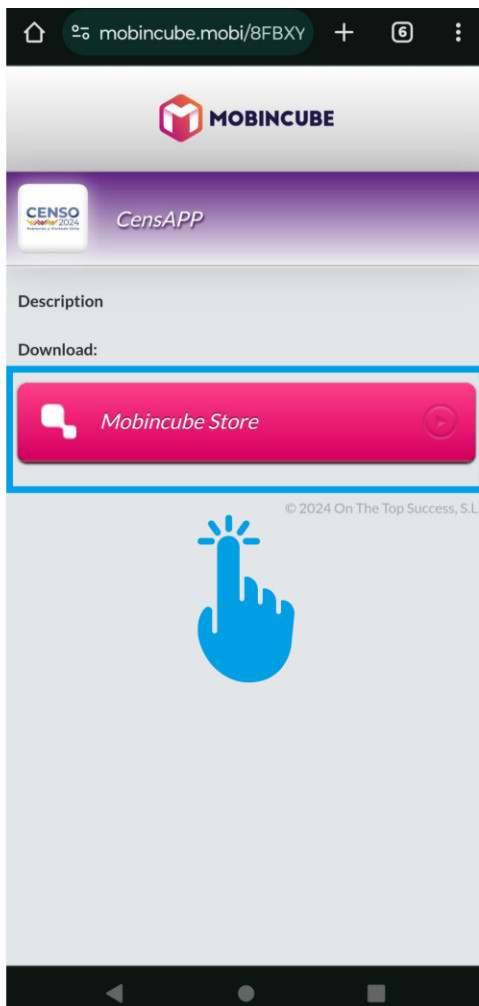 mobincube.mobi/8FBXY
6
MOBINCUBE
CENSO
2024
CensAPP
Description
Download:
Mobincube Store
© 2024 On The Top Success, S.L